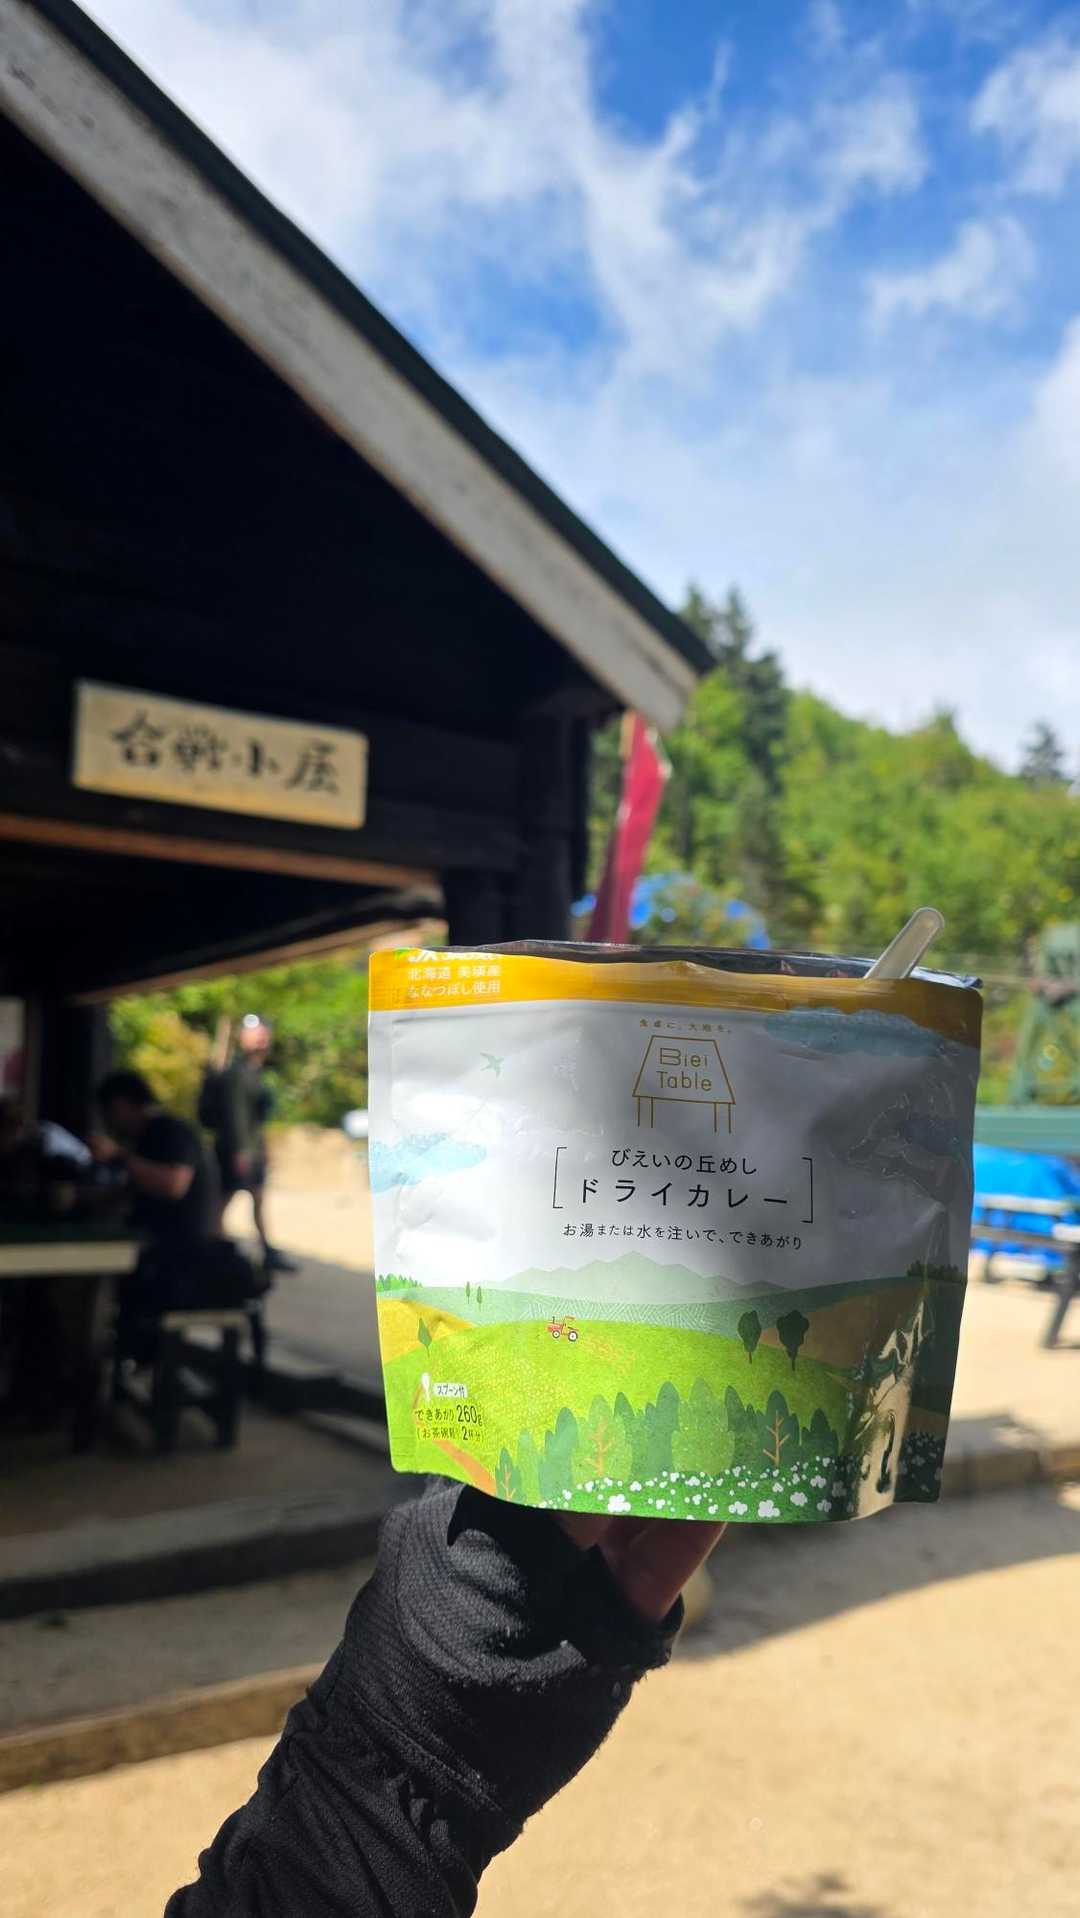 合戦小屋
北海道 美瑛産
ななつぼし使用
食卓に、大地を。
Biei
Table
びえいの丘めし
ドライカレー
お湯または水を注いで、できあがり
スプーン付
できあがり260g
(お茶碗軽く2杯分)